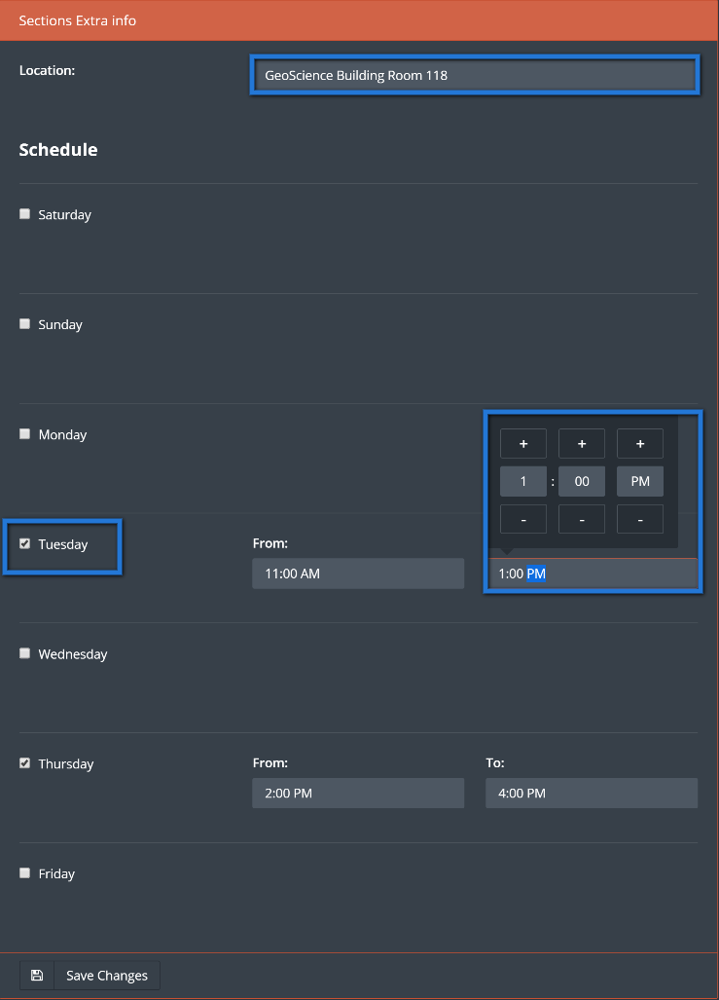 Sections Extra info
Location:
GeoScience Building Room 118
Schedule
Saturday
Sunday
Monday
+ + +
1 : 00 PM
- - -
Tuesday
From:
11:00 AM
1:00 PM
Wednesday
Thursday
From:
To:
2:00 PM
4:00 PM
Friday
Save Changes